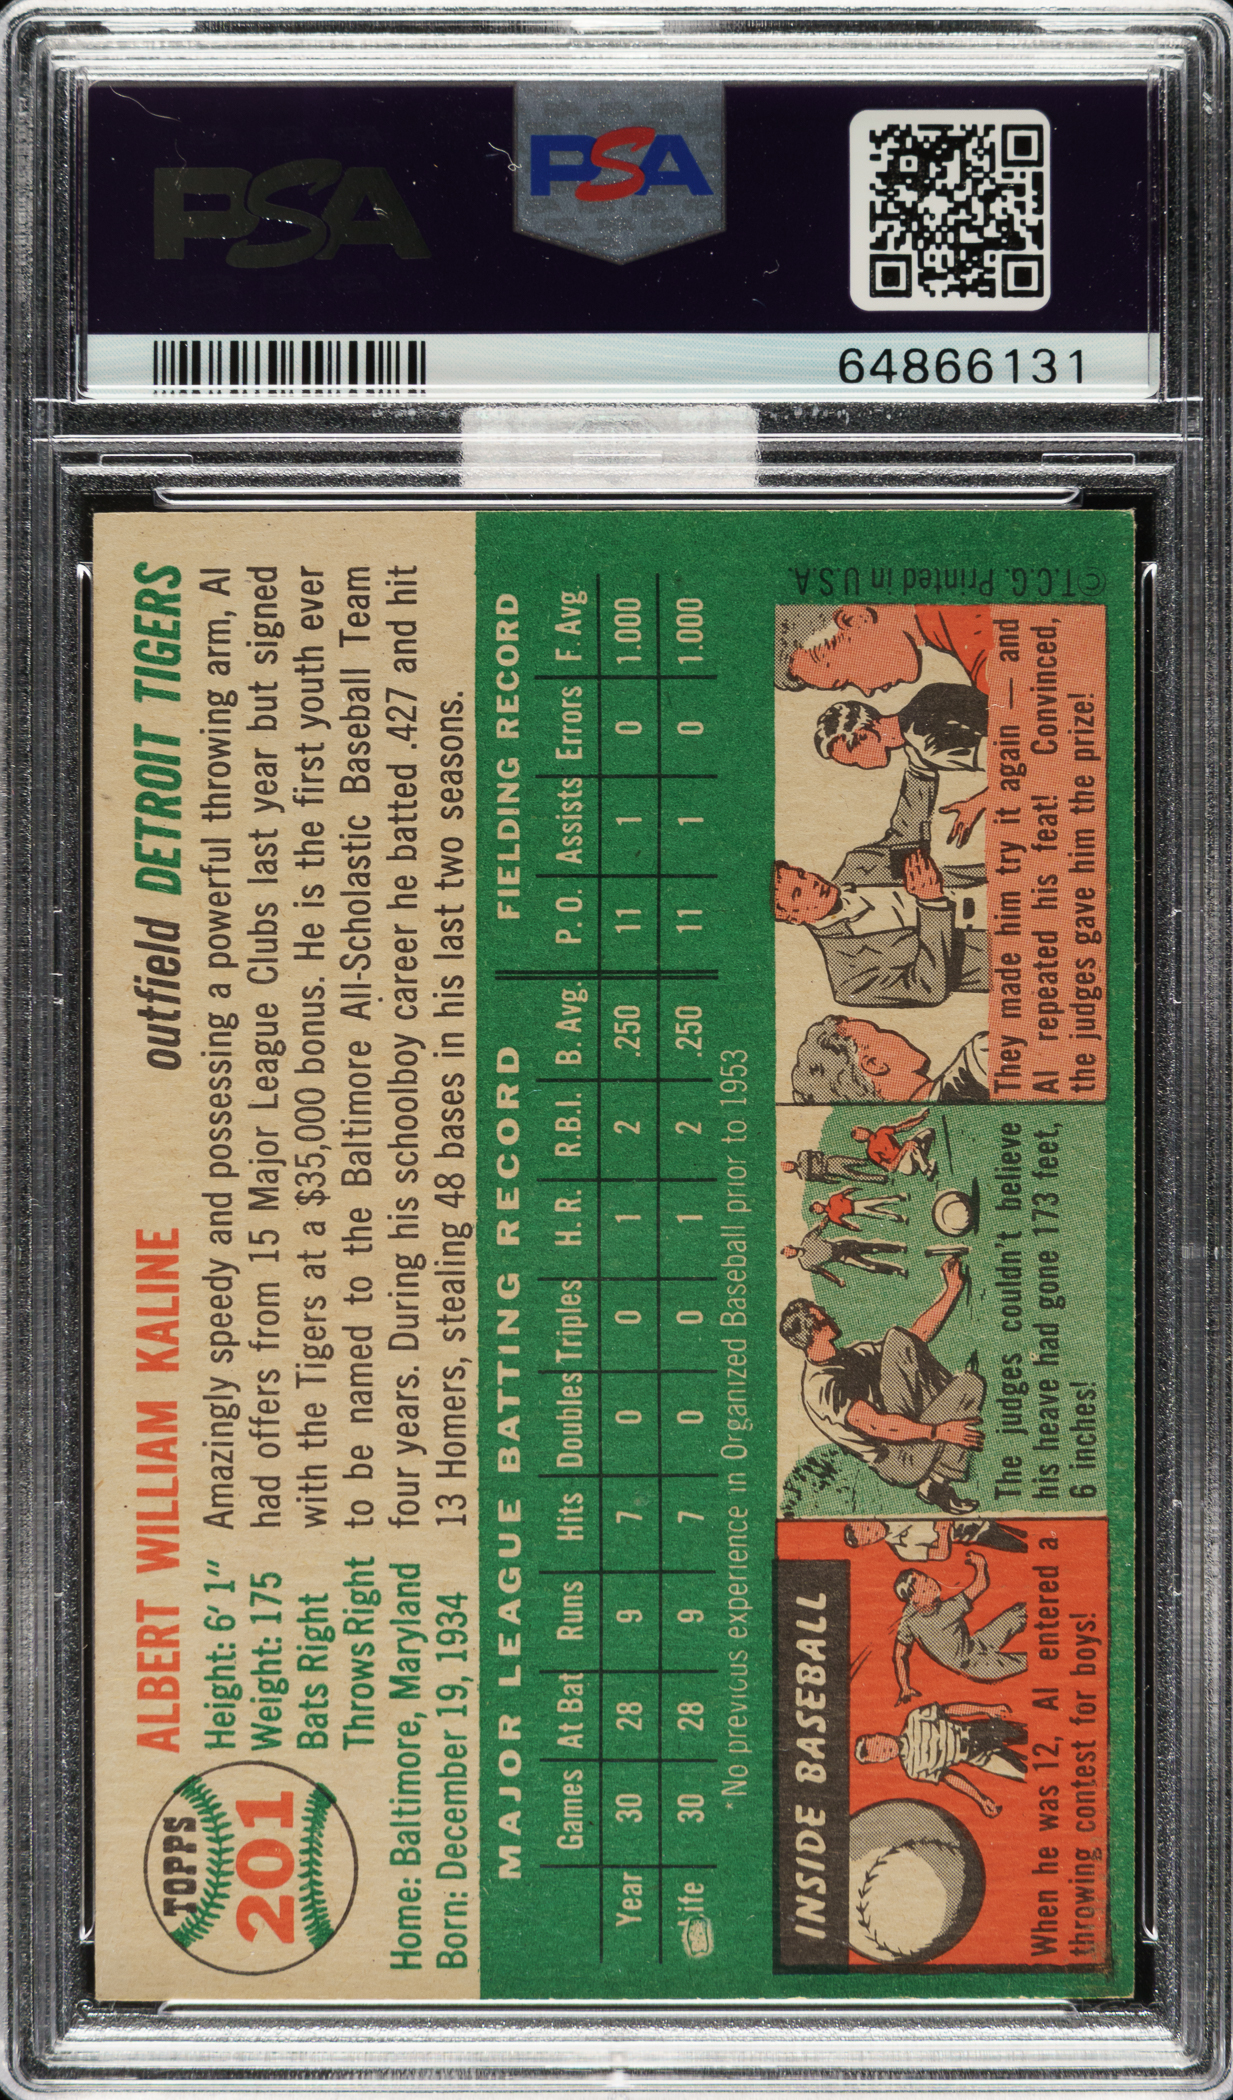 PSA
PSA
64866131
TOPPS
201
ALBERT WILLIAM KALINE
outfield DETROIT TIGERS
Height: 6' 1"
Weight: 175
Bats Right
Throws Right
Home: Baltimore, Maryland
Born: December 19, 1934
Amazingly speedy and possessing a powerful throwing arm, Al
had offers from 15 Major League Clubs last year but signed
with the Tigers at a $35,000 bonus. He is the first youth ever
to be named to the Baltimore All-Scholastic Baseball Team
four years. During his schoolboy career he batted .427 and hit
13 Homers, stealing 48 bases in his last two seasons.
MAJOR LEAGUE BATTING RECORD FIELDING RECORD
Games At Bat Runs Hits Doubles Triples H. R. R.B.I. B. Avg. P. O. Assists Errors F. Avg
Year 30 28 9 7 0 0 1 2 .250 11 1 0 1.000
Life 30 28 9 7 0 0 1 2 .250 11 1 0 1.000
*No previous experience in Organized Baseball prior to 1953
INSIDE BASEBALL
When he was 12, Al entered a
throwing contest for boys!
The judges couldn't believe
his heave had gone 173 feet,
6 inches!
They made him try it again — and
Al repeated his feat! Convinced,
the judges gave him the prize!
©T.C.G. Printed in U.S.A.